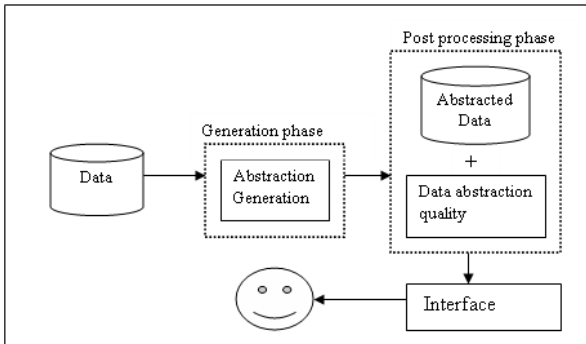 Post processing phase
Abstracted
Data
Generation phase
+
Data
Abstraction
Generation
Data abstraction
quality
Interface